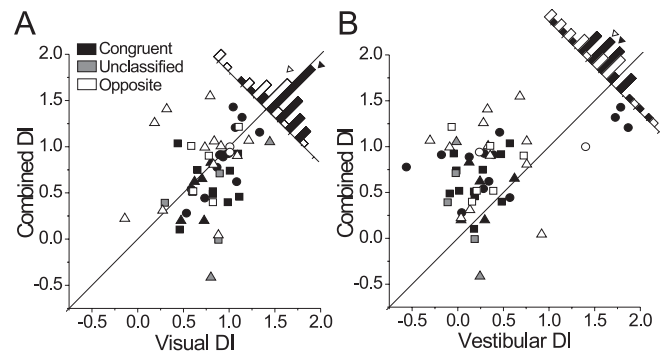 A
B
Congruent
Unclassified
Opposite
Combined DI
2.0
1.5
1.0
0.5
0.0
-0.5
-0.5 0.0 0.5 1.0 1.5 2.0
Visual DI
Combined DI
2.0
1.5
1.0
0.5
0.0
-0.5
-0.5 0.0 0.5 1.0 1.5 2.0
Vestibular DI